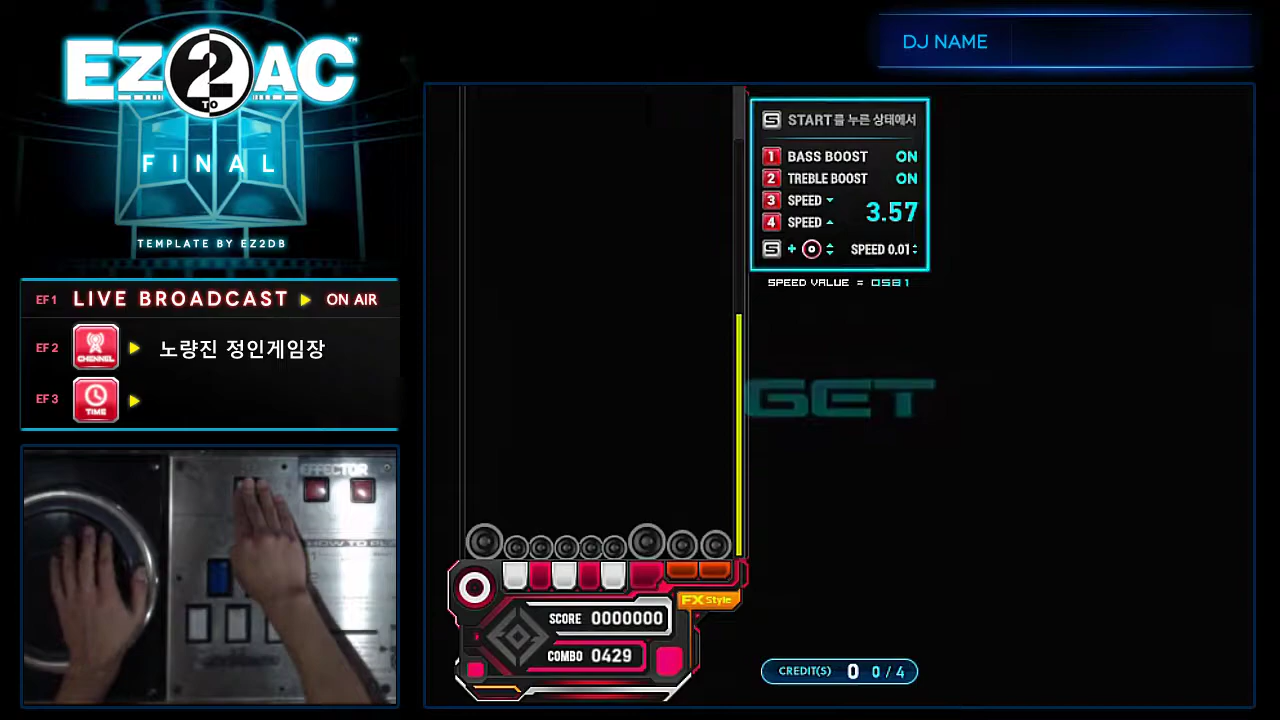 Ez2AC™
TO
FINAL
TEMPLATE BY EZ2DB
EF1 LIVE BROADCAST ▶ ON AIR
EF2 CHENNEL ▶ 노량진 정인게임장
EF3 TIME ▶
EFFECTOR
DJ NAME
S START를 누른 상태에서
1 BASS BOOST ON
2 TREBLE BOOST ON
3 SPEED
3.57
4 SPEED
S + SPEED 0.01
SPEED VALUE = 0581
GET
FX Style
SCORE 0000000
COMBO 0429
CREDIT(S) 0 0 / 4